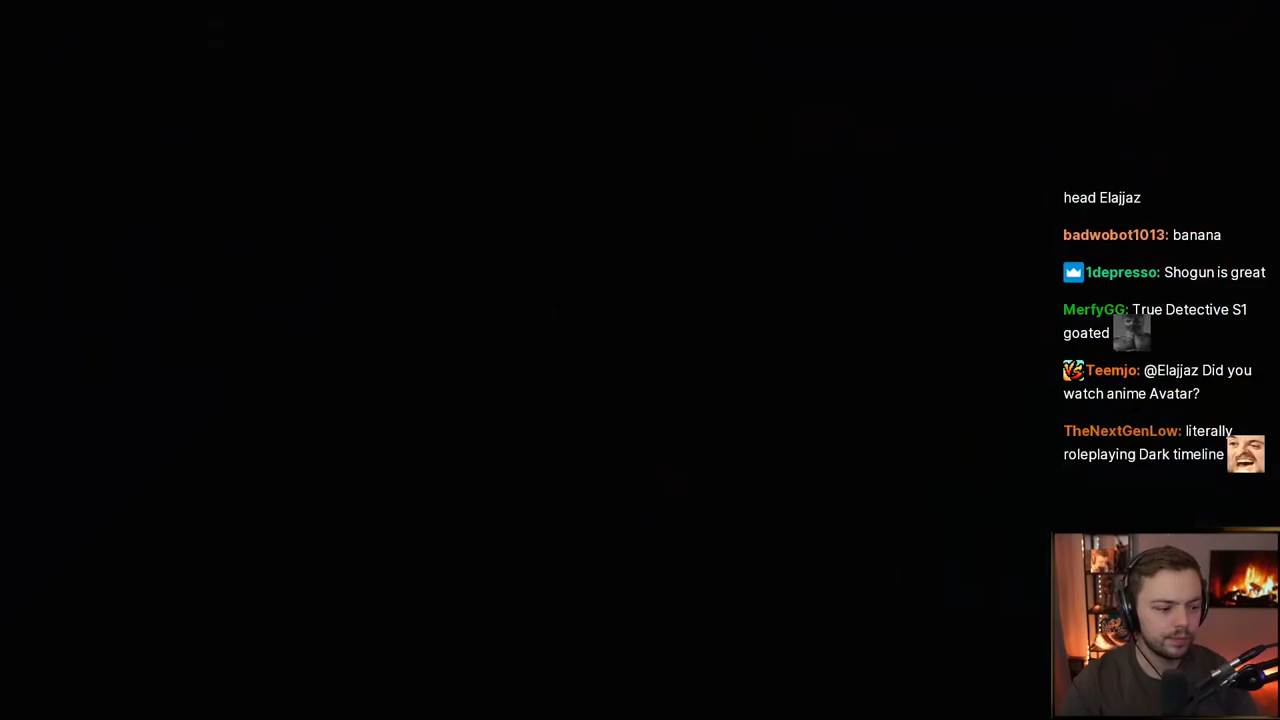 head Elajjaz
badwobot1013: banana
1depresso: Shogun is great
MerfyGG: True Detective S1
goated
Teemjo: @Elajjaz Did you
watch anime Avatar?
TheNextGenLow: literally
roleplaying Dark timeline